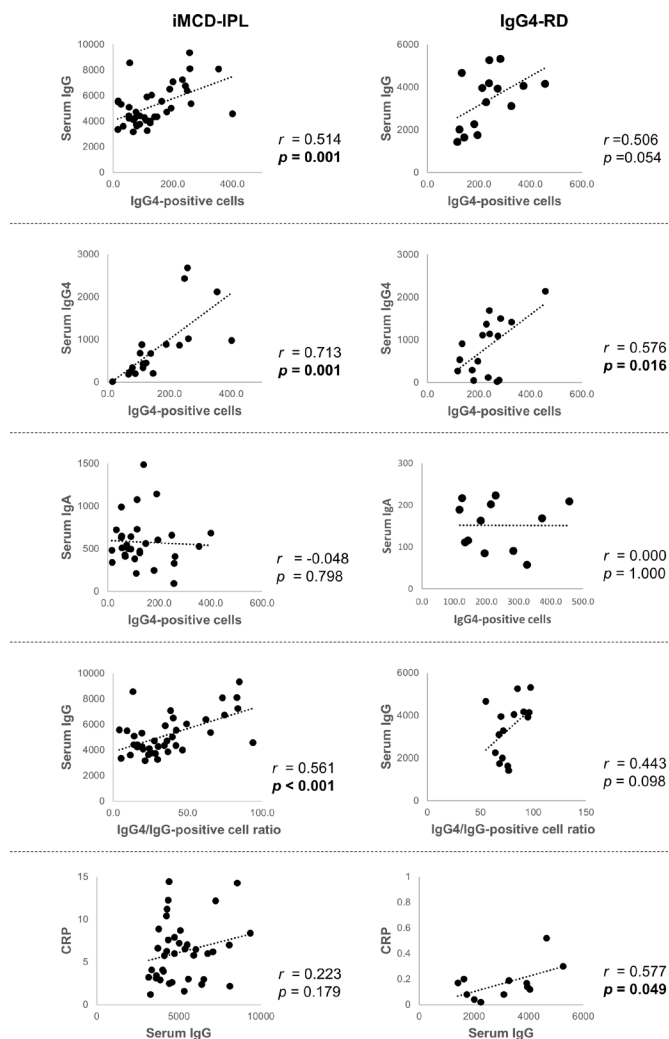 iMCD-IPL IgG4-RD
Serum IgG
10000
8000
6000
4000
2000
0
0.0 200.0 400.0 600.0
IgG4-positive cells
r = 0.514
p = 0.001
Serum IgG
6000
4000
2000
0
0.0 200.0 400.0 600.0
IgG4-positive cells
r =0.506
p =0.054
Serum IgG4
3000
2000
1000
0
0.0 200.0 400.0 600.0
IgG4-positive cells
r = 0.713
p = 0.001
Serum IgG4
3000
2000
1000
0
0.0 200.0 400.0 600.0
IgG4-positive cells
r = 0.576
p = 0.016
Serum IgA
1500
1000
500
0
0.0 200.0 400.0 600.0
IgG4-positive cells
r = -0.048
p = 0.798
Serum IgA
300
200
100
0
0.0 100.0 200.0 300.0 400.0 500.0
IgG4-positive cells
r = 0.000
p = 1.000
Serum IgG
10000
8000
6000
4000
2000
0
0.0 50.0 100.0
IgG4/IgG-positive cell ratio
r = 0.561
p < 0.001
Serum IgG
6000
4000
2000
0
0 50 100 150
IgG4/IgG-positive cell ratio
r = 0.443
p = 0.098
CRP
15
10
5
0
0 5000 10000
Serum IgG
r = 0.223
p = 0.179
CRP
1
0.8
0.6
0.4
0.2
0
0 2000 4000 6000
Serum IgG
r = 0.577
p = 0.049